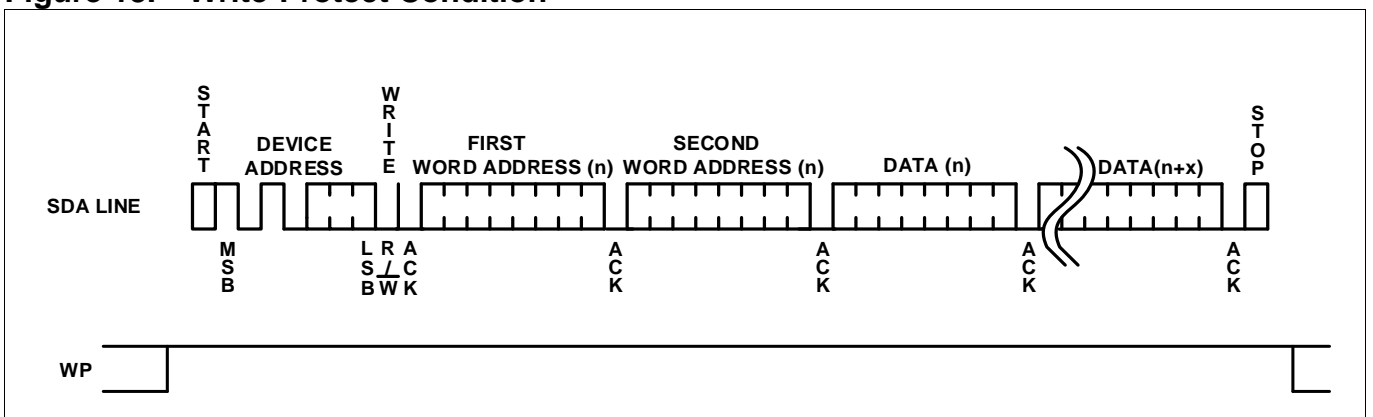 Figure Write Protect Condition
START
WRITE
STOP
DEVICE
ADDRESS
FIRST
WORD ADDRESS (n)
SECOND
WORD ADDRESS (n)
DATA (n)
DATA(n+x)
SDA LINE
MSB
LSB
R/W
ACK
ACK
ACK
ACK
ACK
WP